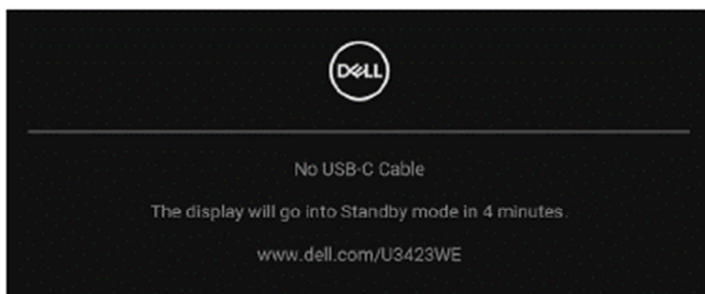 DELL
No USB-C Cable
The display will go into Standby mode in 4 minutes.
www.dell.com/U3423WE